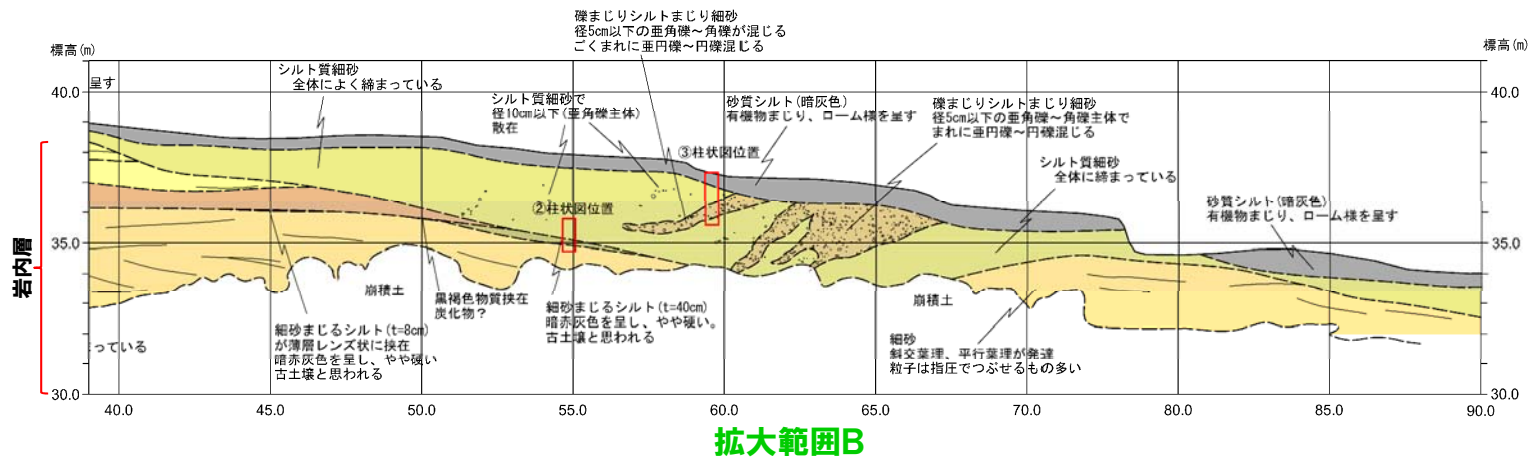 礫まじりシルトまじり細砂
径5cm以下の亜角礫～角礫が混じる
ごくまれに亜円礫～円礫混じる
標高(m)
標高(m)
呈す
シルト質細砂
全体によく締まっている
40.0
40.0
シルト質細砂で
径10cm以下(亜角礫主体)
散在
砂質シルト(暗灰色)
有機物まじり、ローム様を呈す
礫まじりシルトまじり細砂
径5cm以下の亜角礫～角礫主体で
まれに亜円礫～円礫混じる
③柱状図位置
シルト質細砂
全体に締まっている
②柱状図位置
砂質シルト(暗灰色)
有機物まじり、ローム様を呈す
35.0
35.0
岩内層
崩積土
黒褐色物質挟在
炭化物？
細砂まじるシルト(t=40cm)
暗赤灰色を呈し、やや硬い。
古土壌と思われる
崩積土
細砂まじるシルト(t=8cm)
が薄層レンズ状に挟在
暗赤灰色を呈し、やや硬い
古土壌と思われる
っている
細砂
斜交葉理、平行葉理が発達
粒子は指圧でつぶせるもの多い
30.0
30.0
40.0 45.0 50.0 55.0 60.0 65.0 70.0 75.0 80.0 85.0 90.0
拡大範囲B